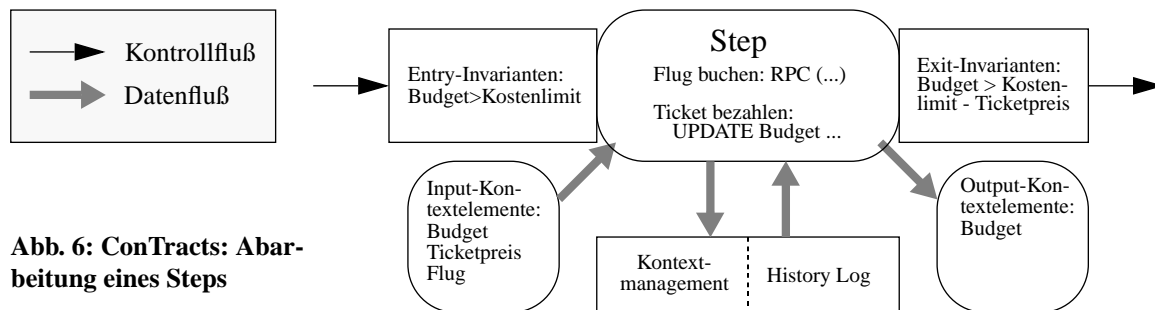 Kontrollfluß
Datenfluß
Entry-Invarianten:
Budget>Kostenlimit
Step
Flug buchen: RPC (...)
Ticket bezahlen:
UPDATE Budget ...
Exit-Invarianten:
Budget > Kosten-
limit - Ticketpreis
Input-Kon-
textelemente:
Budget
Ticketpreis
Flug
Kontext-
management
History Log
Output-Kon-
textelemente:
Budget
Abb. 6: ConTracts: Abar-
beitung eines Steps